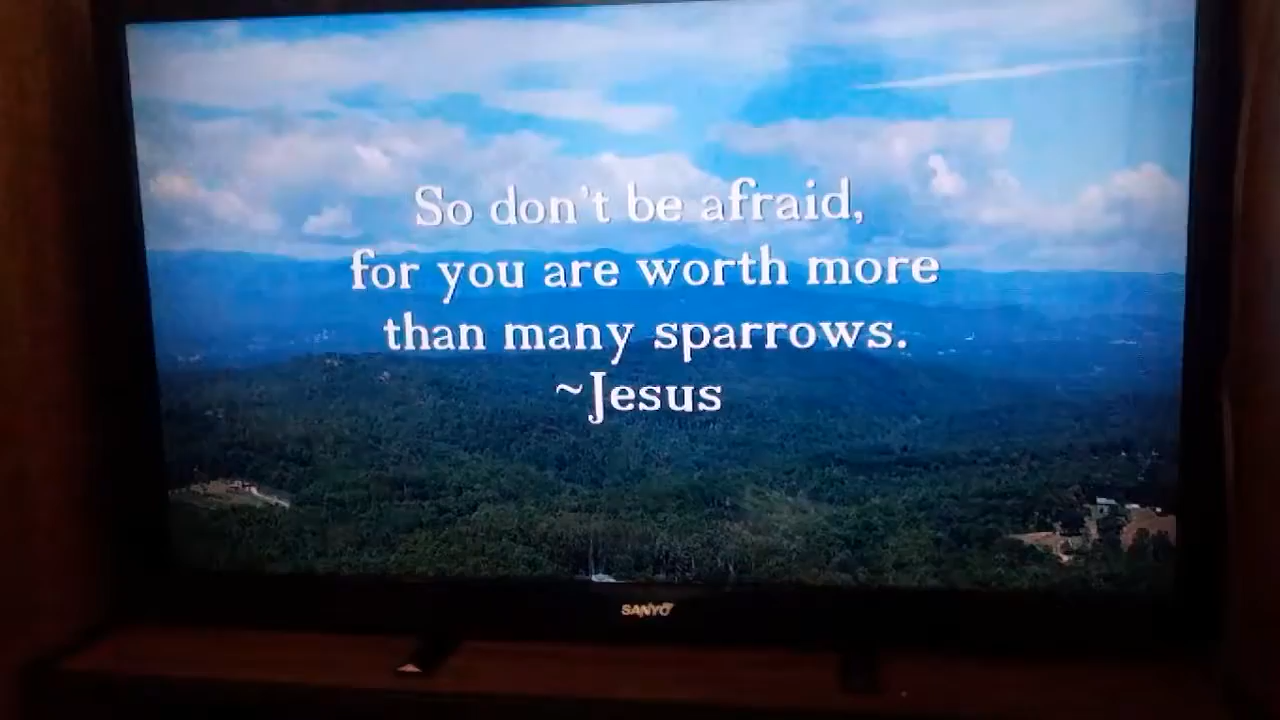 So don't be afraid,
for you are worth more
than many sparrows.
~Jesus
SANYO